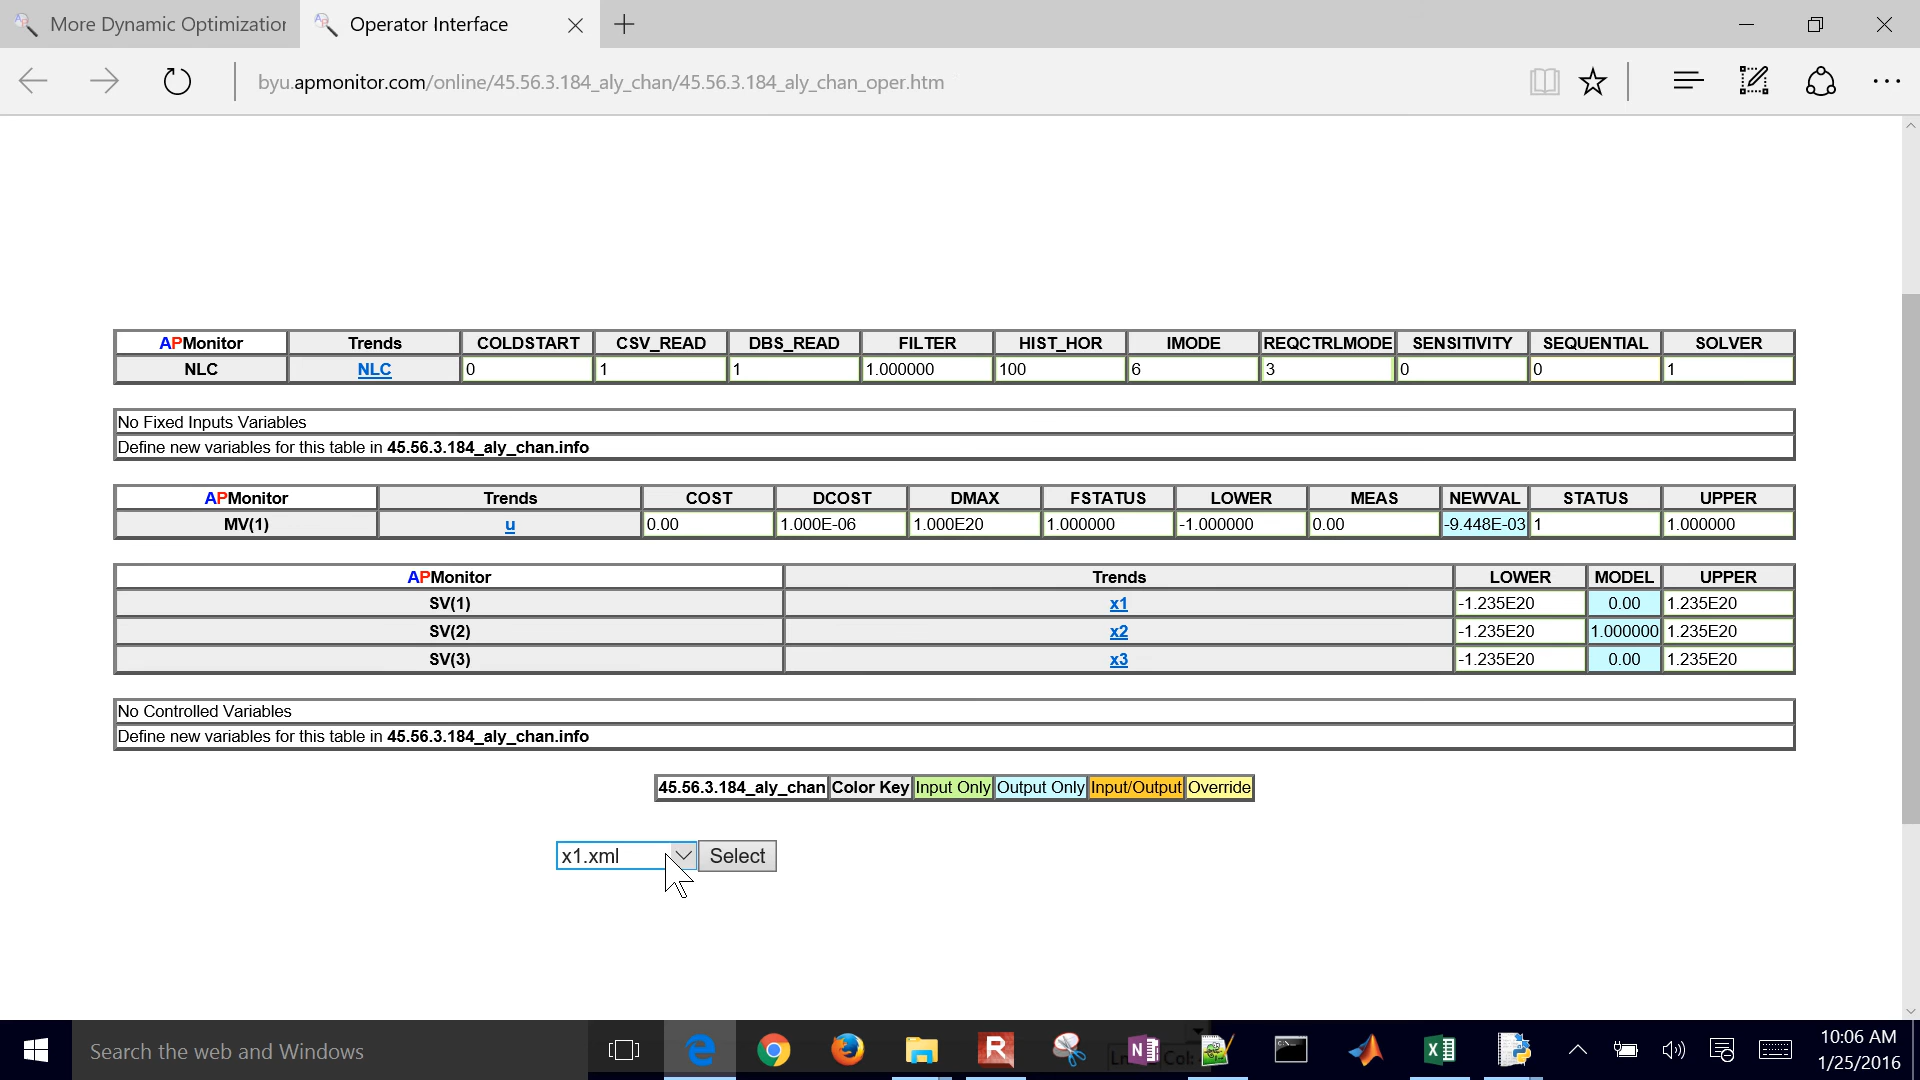 More Dynamic Optimization
Operator Interface
byu.apmonitor.com/online/45.56.3.184_aly_chan/45.56.3.184_aly_chan_oper.htm
APMonitor Trends COLDSTART CSV_READ DBS_READ FILTER HIST_HOR IMODE REQCTRLMODE SENSITIVITY SEQUENTIAL SOLVER
NLC NLC 0 1 1 1.000000 100 6 3 0 0 1
No Fixed Inputs Variables
Define new variables for this table in 45.56.3.184_aly_chan.info
APMonitor Trends COST DCOST DMAX FSTATUS LOWER MEAS NEWVAL STATUS UPPER
MV(1) u 0.00 1.000E-06 1.000E20 1.000000 -1.000000 0.00 -9.448E-03 1 1.000000
APMonitor Trends LOWER MODEL UPPER
SV(1) x1 -1.235E20 0.00 1.235E20
SV(2) x2 -1.235E20 1.000000 1.235E20
SV(3) x3 -1.235E20 0.00 1.235E20
No Controlled Variables
Define new variables for this table in 45.56.3.184_aly_chan.info
45.56.3.184_aly_chan Color Key Input Only Output Only Input/Output Override
x1.xml Select
Search the web and Windows
10:06 AM
1/25/2016